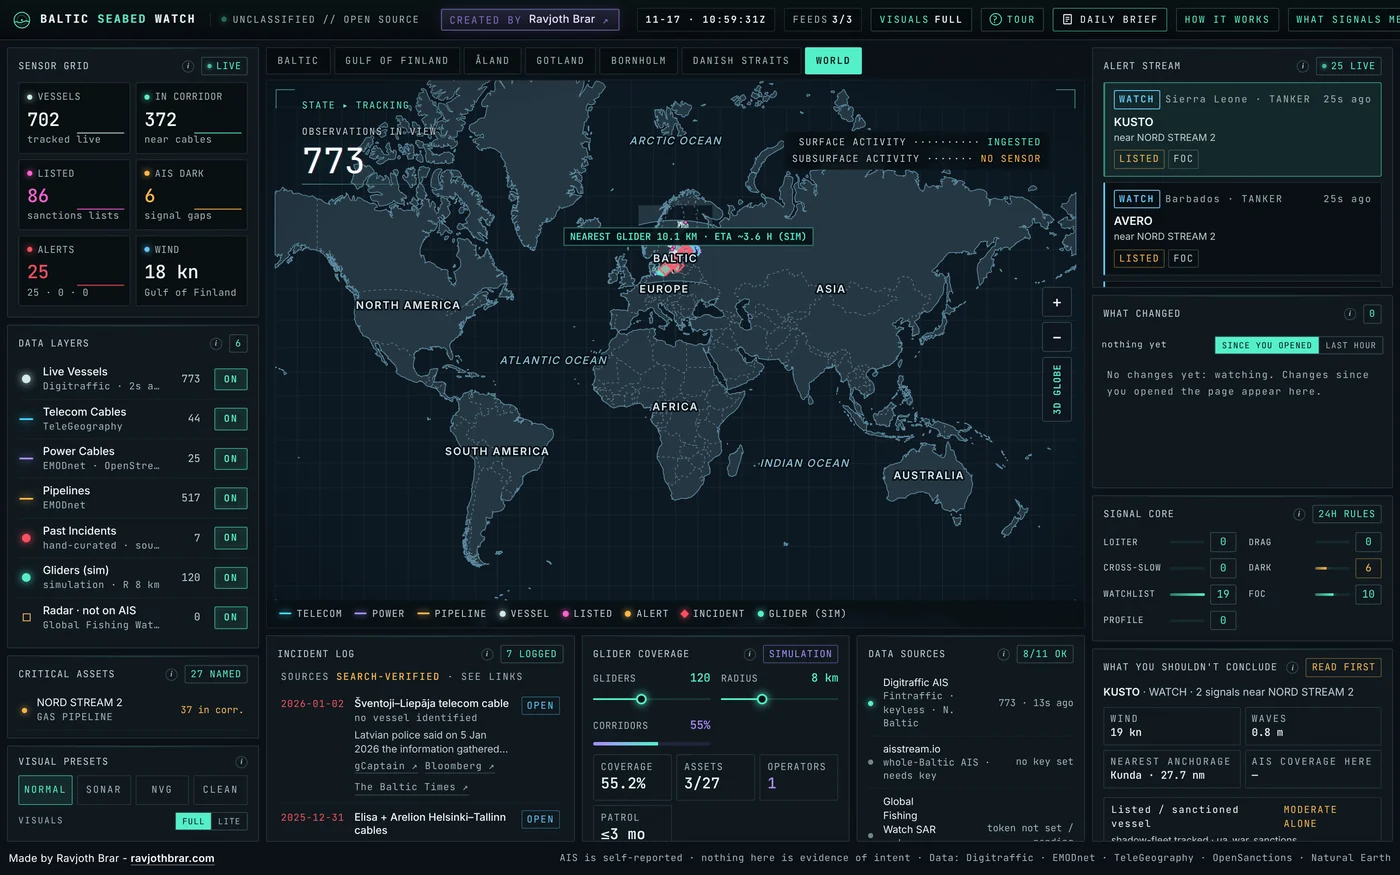 BALTIC SEABED WATCH
UNCLASSIFIED // OPEN SOURCE
CREATED BY Ravjoth Brar ↗
11-17 · 10:59:31Z
FEEDS 3/3
VISUALS FULL
? TOUR
DAILY BRIEF
HOW IT WORKS
WHAT SIGNALS ME
SENSOR GRID
i
LIVE
VESSELS
702
tracked live
IN CORRIDOR
372
near cables
LISTED
86
sanctions lists
AIS DARK
6
signal gaps
ALERTS
25
25 · 0 · 0
WIND
18 kn
Gulf of Finland
DATA LAYERS
i
6
Live Vessels
Digitraffic · 2s a…
773
ON
Telecom Cables
TeleGeography
44
ON
Power Cables
EMODnet · OpenStre…
25
ON
Pipelines
EMODnet
517
ON
Past Incidents
hand-curated · sou…
7
ON
Gliders (sim)
simulation · R 8 km
120
ON
Radar · not on AIS
Global Fishing Wat…
0
ON
CRITICAL ASSETS
i
27 NAMED
NORD STREAM 2
GAS PIPELINE
37 in corr.
VISUAL PRESETS
i
NORMAL
SONAR
NVG
CLEAN
VISUALS
FULL
LITE
BALTIC
GULF OF FINLAND
ÅLAND
GOTLAND
BORNHOLM
DANISH STRAITS
WORLD
STATE ▸ TRACKING
OBSERVATIONS IN VIEW
773
SURFACE ACTIVITY ·········· INGESTED
SUBSURFACE ACTIVITY ······· NO SENSOR
ARCTIC OCEAN
NEAREST GLIDER 10.1 KM · ETA ~3.6 H (SIM)
BALTIC
EUROPE
ASIA
NORTH AMERICA
ATLANTIC OCEAN
AFRICA
SOUTH AMERICA
INDIAN OCEAN
AUSTRALIA
+
−
3D GLOBE
TELECOM
POWER
PIPELINE
VESSEL
LISTED
ALERT
INCIDENT
GLIDER (SIM)
INCIDENT LOG
i
7 LOGGED
SOURCES SEARCH-VERIFIED · SEE LINKS
2026-01-02
Šventoji–Liepāja telecom cable
no vessel identified
OPEN
Latvian police said on 5 Jan
2026 the information gathered…
gCaptain ↗ Bloomberg ↗
The Baltic Times ↗
2025-12-31
Elisa + Arelion Helsinki–Tallinn
cables
OPEN
GLIDER COVERAGE
i
SIMULATION
GLIDERS 120
RADIUS 8 km
CORRIDORS 55%
COVERAGE
55.2%
ASSETS
3/27
OPERATORS
1
PATROL
≤3 mo
DATA SOURCES
i
8/11 OK
Digitraffic AIS
Fintraffic ·
keyless · N.
Baltic
773 · 13s ago
aisstream.io
whole-Baltic AIS ·
needs key
no key set
Global
Fishing
Watch SAR
token not set /
ALERT STREAM
i
25 LIVE
WATCH Sierra Leone · TANKER 25s ago
KUSTO
near NORD STREAM 2
LISTED FOC
WATCH Barbados · TANKER 25s ago
AVERO
near NORD STREAM 2
LISTED FOC
WHAT CHANGED
i
0
nothing yet
SINCE YOU OPENED
LAST HOUR
No changes yet: watching. Changes since
you opened the page appear here.
SIGNAL CORE
i
24H RULES
LOITER 0
DRAG 0
CROSS-SLOW 0
DARK 6
WATCHLIST 19
FOC 10
PROFILE 0
WHAT YOU SHOULDN'T CONCLUDE
i
READ FIRST
KUSTO · WATCH · 2 signals near NORD STREAM 2
WIND
19 kn
WAVES
0.8 m
NEAREST ANCHORAGE
Kunda · 27.7 nm
AIS COVERAGE HERE
—
Listed / sanctioned
vessel
MODERATE
ALONE
shadow-fleet tracked · ua_war_sanctions
Made by Ravjoth Brar - ravjothbrar.com
AIS is self-reported · nothing here is evidence of intent · Data: Digitraffic · EMODnet · TeleGeography · OpenSanctions · Natural Earth